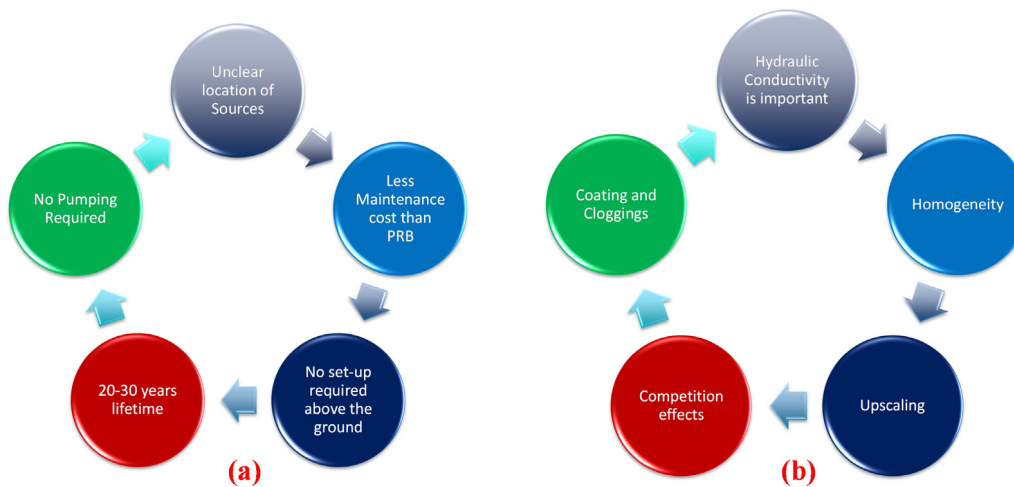 Unclear
location of
Sources
Less
Maintenance
cost than
PRB
No set-up
required
above the
ground
20-30 years
lifetime
No Pumping
Required
(a)
Hydraulic
Conductivity
is important
Homogeneity
Upscaling
Competition
effects
Coating and
Cloggings
(b)